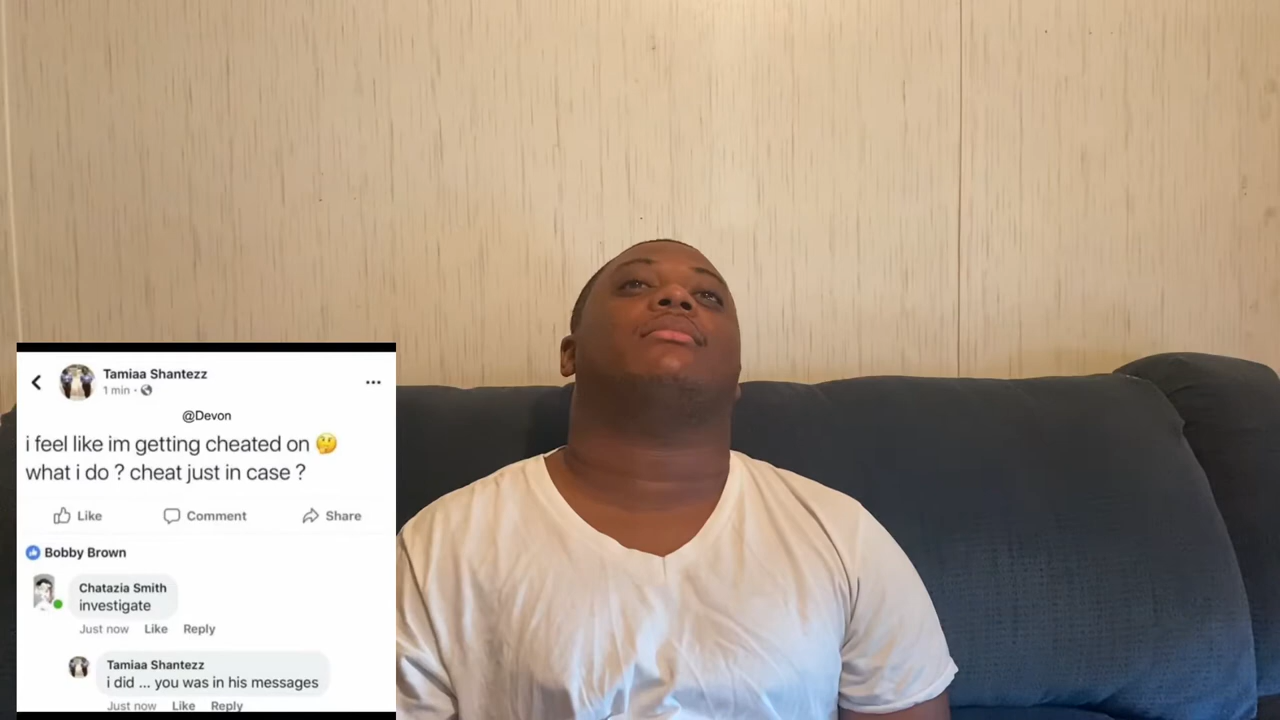 Tamiaa Shantezz
1 min ·
@Devon
i feel like im getting cheated on 🤔
what i do ? cheat just in case ?
Like Comment Share
Bobby Brown
Chatazia Smith
investigate
Just now Like Reply
Tamiaa Shantezz
i did ... you was in his messages
Just now Like Reply